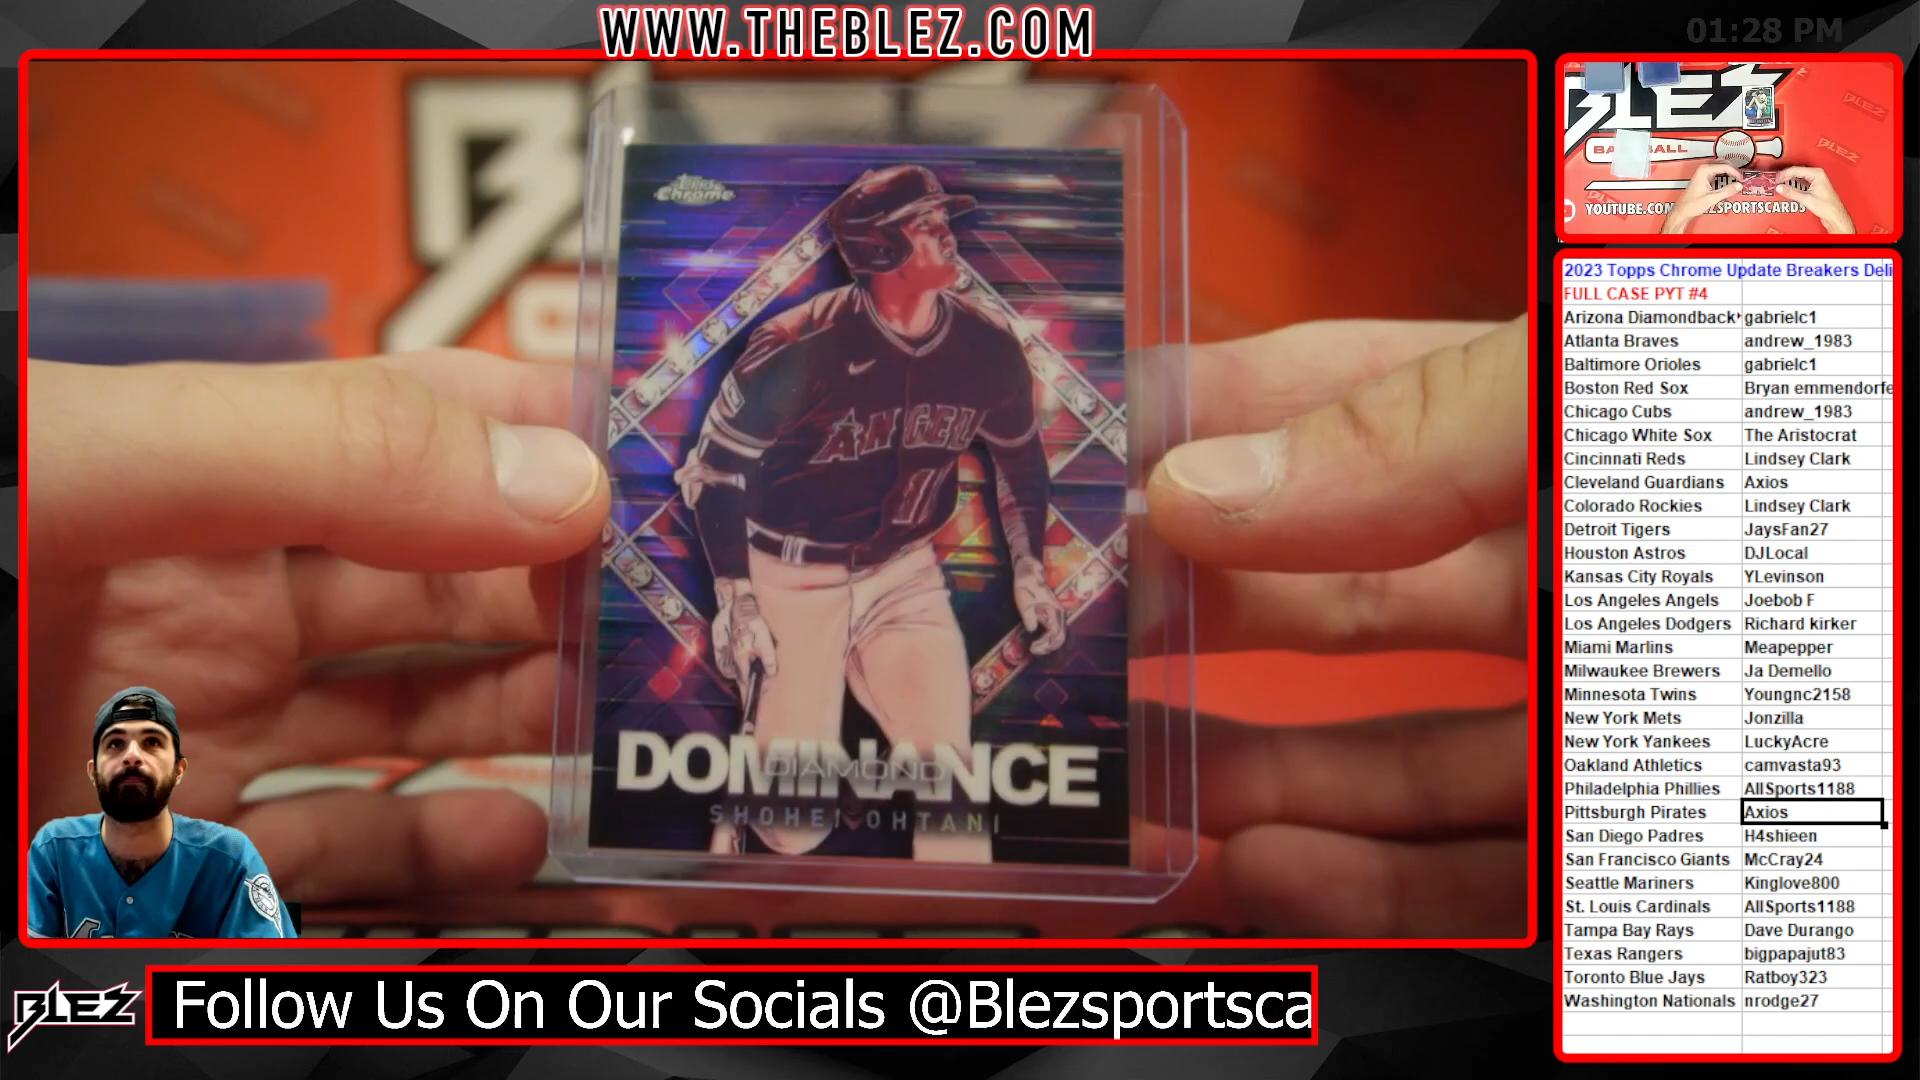 WWW.THEBLEZ.COM
01:28 PM
Topps
Chrome
ANGELS
DOMINANCE
DIAMOND
SHOHEI OHTANI
BLEZ
YOUTUBE.COM
2023 Topps Chrome Update Breakers Deli
FULL CASE PYT #4
Arizona Diamondback gabrielc1
Atlanta Braves andrew_1983
Baltimore Orioles gabrielc1
Boston Red Sox Bryan emmendorfe
Chicago Cubs andrew_1983
Chicago White Sox The Aristocrat
Cincinnati Reds Lindsey Clark
Cleveland Guardians Axios
Colorado Rockies Lindsey Clark
Detroit Tigers JaysFan27
Houston Astros DJLocal
Kansas City Royals YLevinson
Los Angeles Angels Joebob F
Los Angeles Dodgers Richard kirker
Miami Marlins Meapepper
Milwaukee Brewers Ja Demello
Minnesota Twins Youngnc2158
New York Mets Jonzilla
New York Yankees LuckyAcre
Oakland Athletics camvasta93
Philadelphia Phillies AllSports1188
Pittsburgh Pirates Axios
San Diego Padres H4shieen
San Francisco Giants McCray24
Seattle Mariners Kinglove800
St. Louis Cardinals AllSports1188
Tampa Bay Rays Dave Durango
Texas Rangers bigpapajut83
Toronto Blue Jays Ratboy323
Washington Nationals nrodge27
BLEZ
Follow Us On Our Socials @Blezsportsca